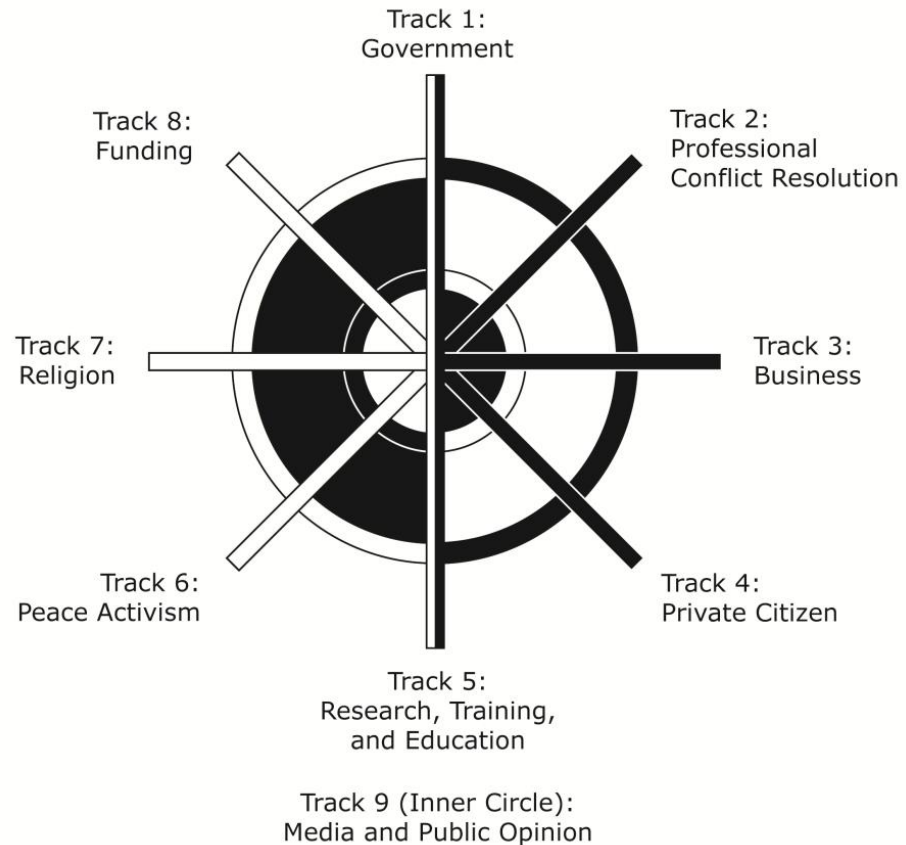 Track 1:
Government
Track 2:
Professional
Conflict Resolution
Track 3:
Business
Track 4:
Private Citizen
Track 5:
Research, Training,
and Education
Track 6:
Peace Activism
Track 7:
Religion
Track 8:
Funding
Track 9 (Inner Circle):
Media and Public Opinion